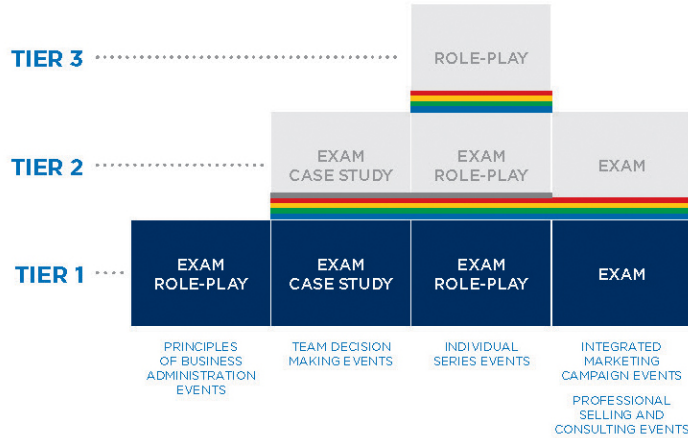 TIER 3
ROLE-PLAY
TIER 2
EXAM
CASE STUDY
EXAM
ROLE-PLAY
EXAM
TIER 1
EXAM
ROLE-PLAY
EXAM
CASE STUDY
EXAM
ROLE-PLAY
EXAM
PRINCIPLES
OF BUSINESS
ADMINISTRATION
EVENTS
TEAM DECISION
MAKING EVENTS
INDIVIDUAL
SERIES EVENTS
INTEGRATED
MARKETING
CAMPAIGN EVENTS
PROFESSIONAL
SELLING AND
CONSULTING EVENTS